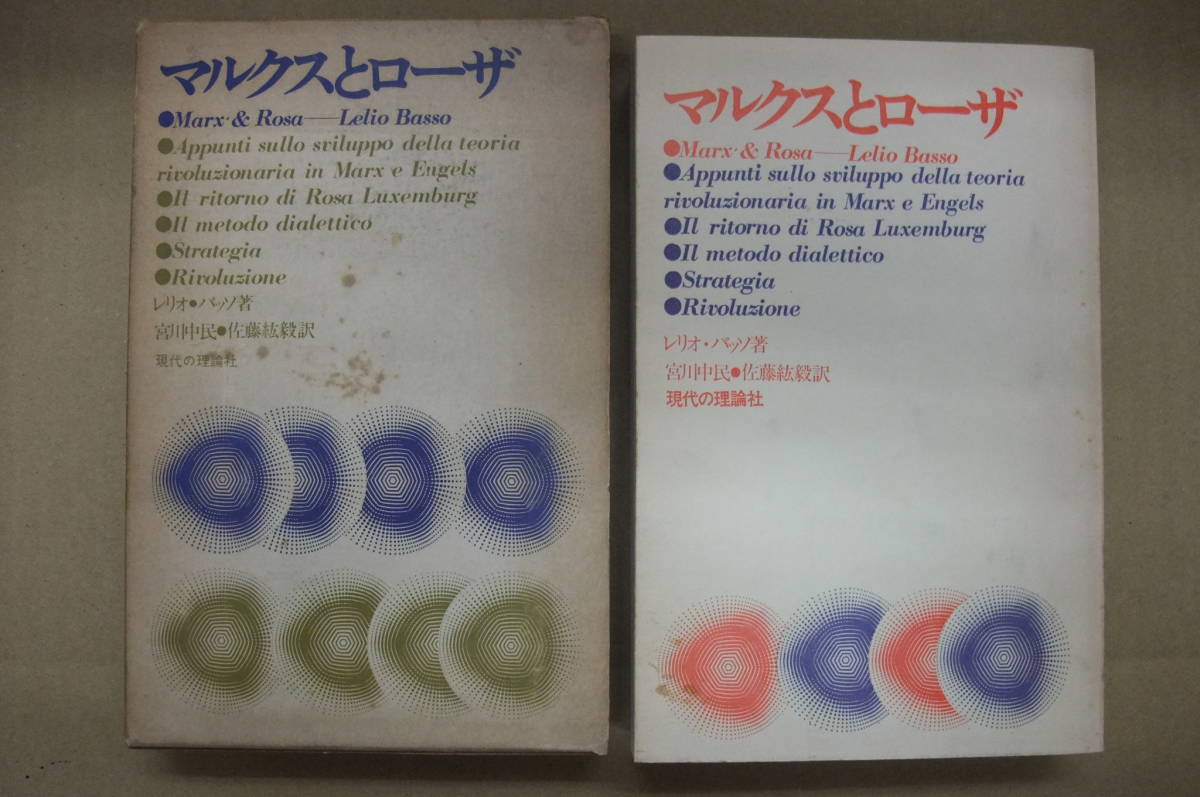 マルクスとローザ
●Marx・& Rosa──Lelio Basso
●Appunti sullo sviluppo della teoria
rivoluzionaria in Marx e Engels
●Il ritorno di Rosa Luxemburg
●Il metodo dialettico
●Strategia
●Rivoluzione
レリオ●バッソ著
宮川中民●佐藤紘毅訳
現代の理論社
マルクスとローザ
●Marx・& Rosa──Lelio Basso
●Appunti sullo sviluppo della teoria
rivoluzionaria in Marx e Engels
●Il ritorno di Rosa Luxemburg
●Il metodo dialettico
●Strategia
●Rivoluzione
レリオ・バッソ著
宮川中民●佐藤紘毅訳
現代の理論社